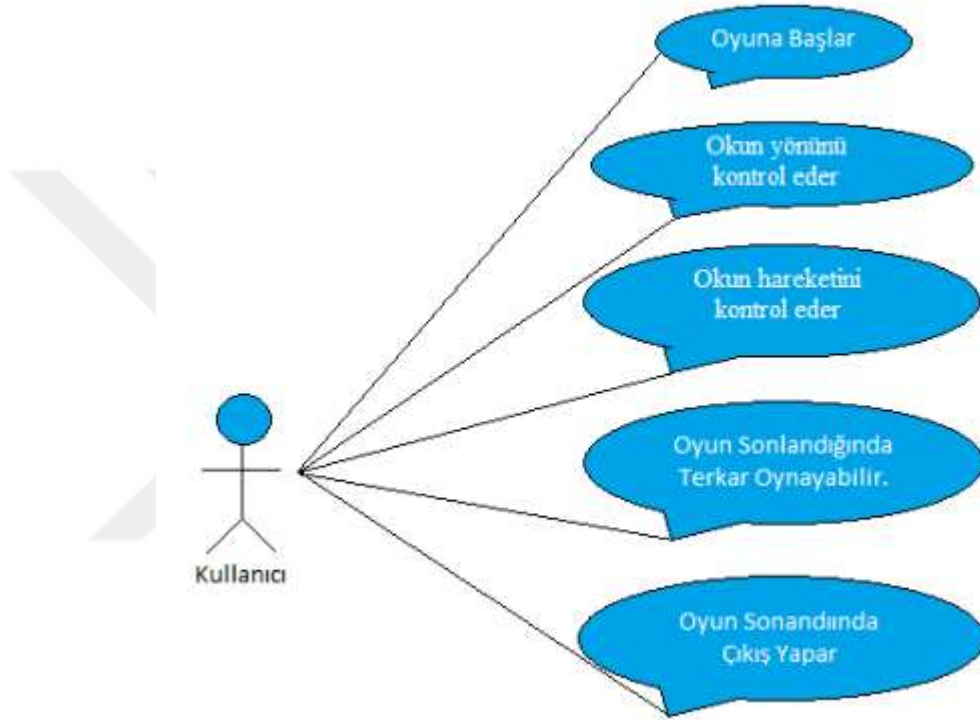 Oyuna Başlar
Okun yönünü
kontrol eder
Okun hareketini
kontrol eder
Oyun Sonlandığında
Terkar Oynayabilir.
Oyun Sonandıında
Çıkış Yapar
Kullanıcı